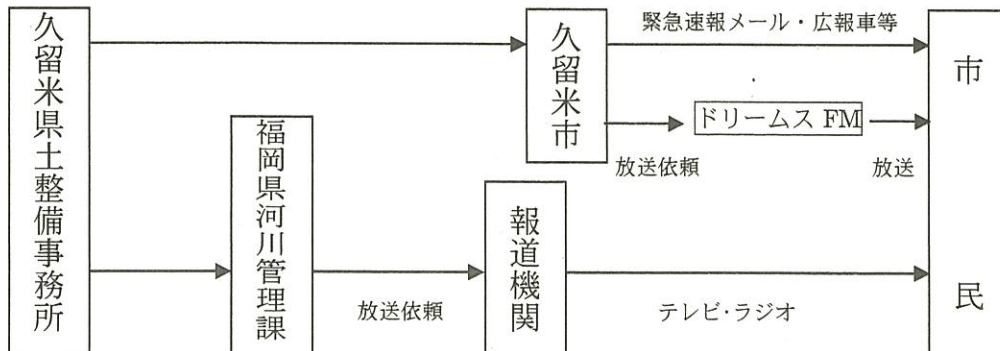 久留米県土整備事務所
久留米市
緊急速報メール・広報車等
市民
ドリームス FM
放送依頼
放送
福岡県河川管理課
報道機関
放送依頼
テレビ・ラジオ